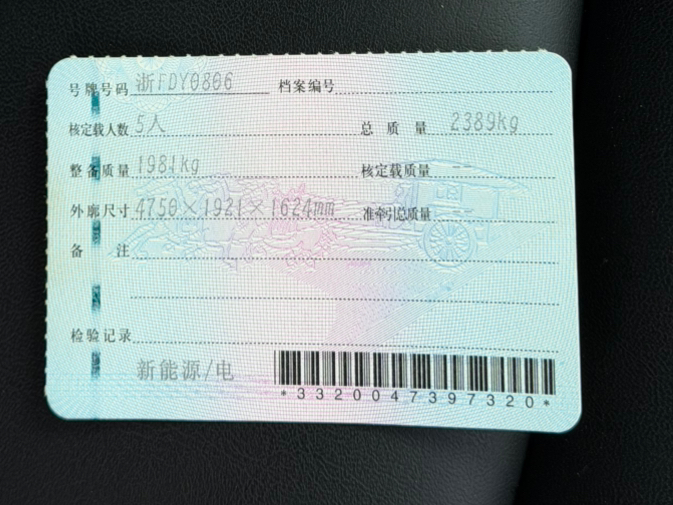 号牌号码 浙FDY0806 档案编号
核定载人数 5人 总质量 2389kg
整备质量 1981kg 核定载质量 --
外廓尺寸 4750×1921×1624mm 准牵引总质量 --
备注
检验记录
新能源/电
*3320047397320*